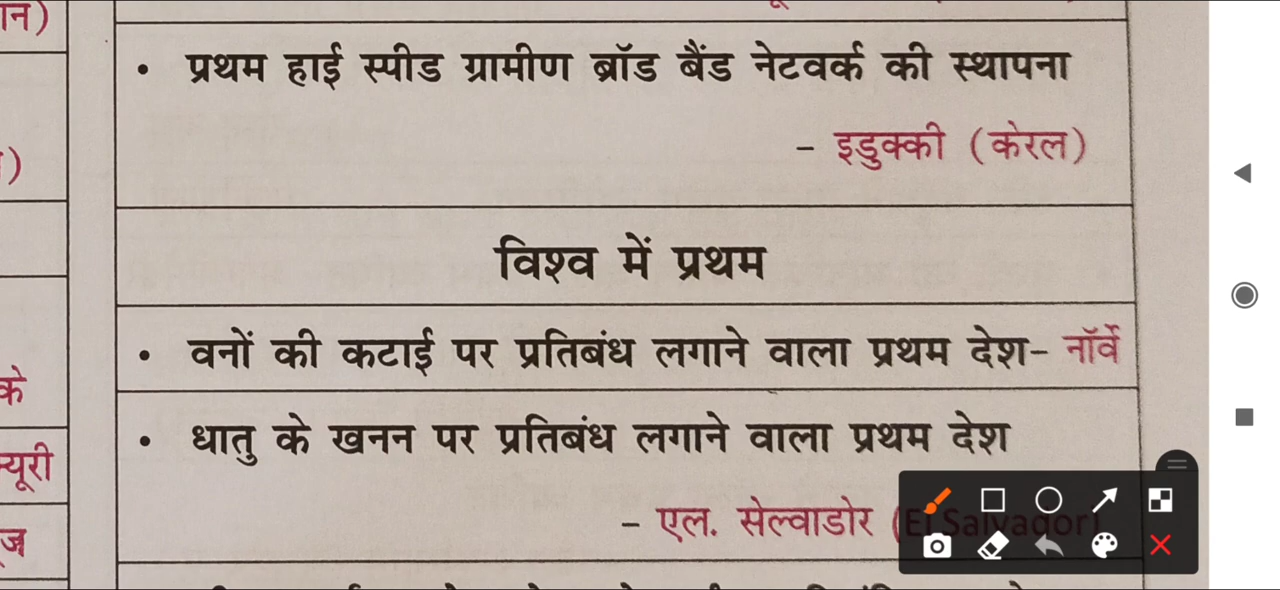 ान)
• प्रथम हाई स्पीड ग्रामीण ब्रॉड बैंड नेटवर्क की स्थापना
- इडुक्की (केरल)
)
विश्व में प्रथम
• वनों की कटाई पर प्रतिबंध लगाने वाला प्रथम देश- नॉर्वे
के
• धातु के खनन पर प्रतिबंध लगाने वाला प्रथम देश
्यूरी
- एल. सेल्वाडोर (El Salvador)